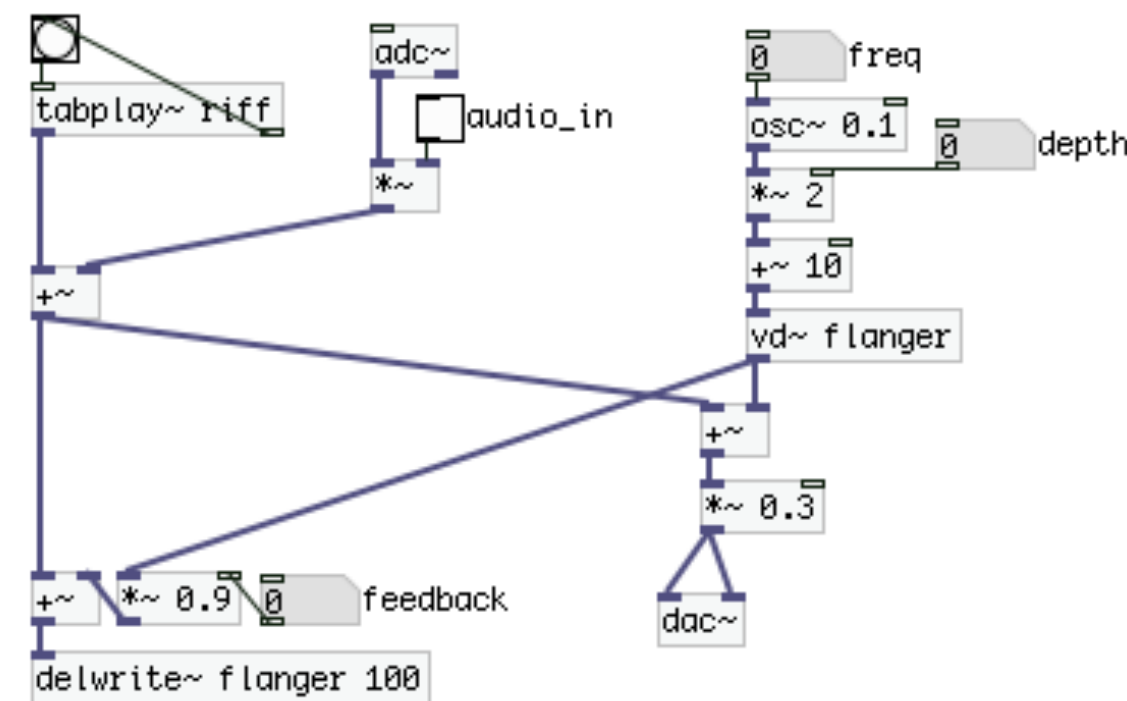 adc~
0
freq
tabplay~ riff
audio_in
osc~ 0.1
0
depth
*~
*~ 2
+~
+~ 10
vd~ flanger
+~
*~ 0.3
+~
*~ 0.9
0
feedback
dac~
delwrite~ flanger 100